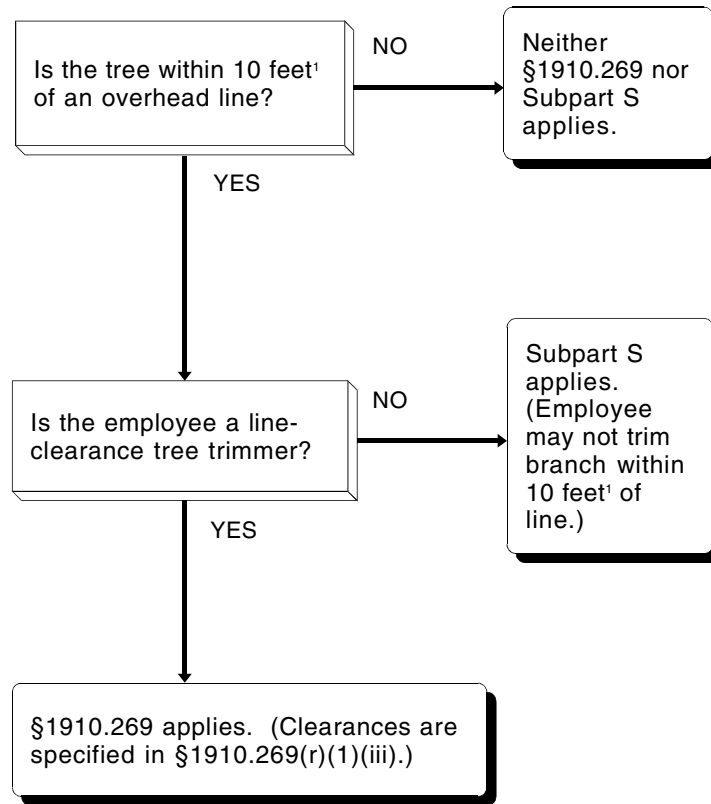 Is the tree within 10 feet¹
of an overhead line?
NO
Neither
§1910.269 nor
Subpart S
applies.
YES
Is the employee a line-
clearance tree trimmer?
NO
Subpart S
applies.
(Employee
may not trim
branch within
10 feet¹ of
line.)
YES
§1910.269 applies.  (Clearances are
specified in §1910.269(r)(1)(iii).)